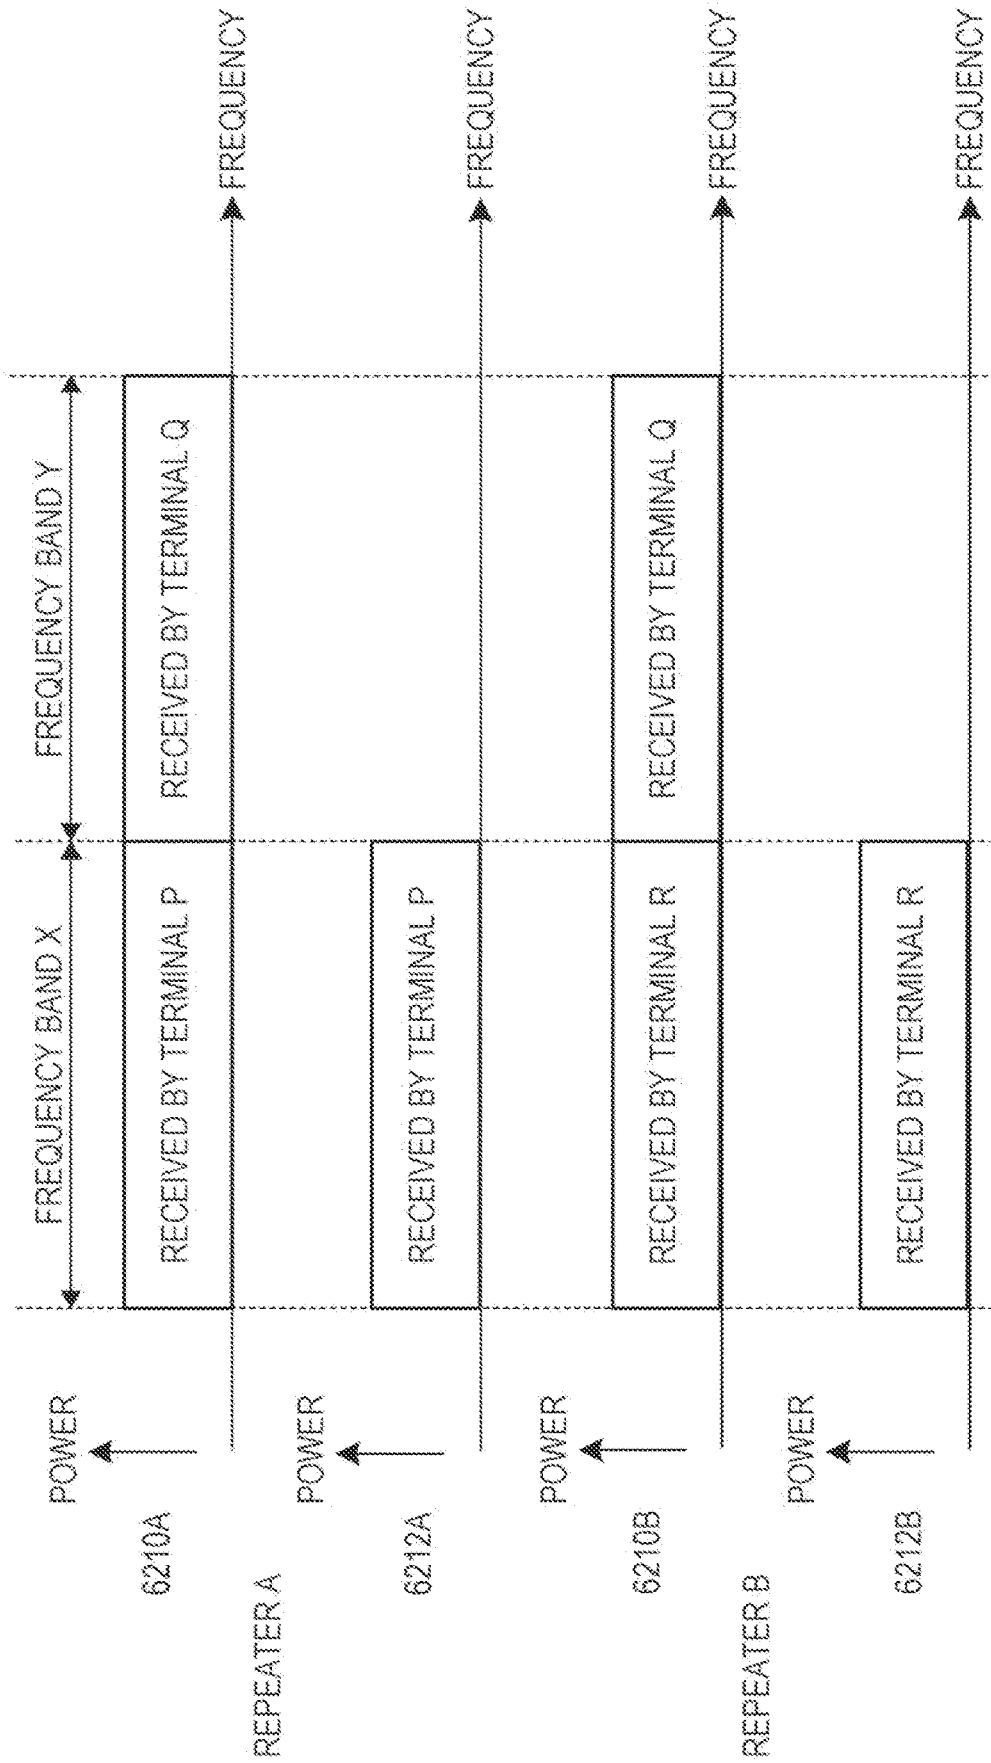 FREQUENCY BAND X
FREQUENCY BAND Y
POWER
6210A
RECEIVED BY TERMINAL P
RECEIVED BY TERMINAL Q
FREQUENCY
REPEATER A
POWER
6212A
RECEIVED BY TERMINAL P
FREQUENCY
POWER
6210B
RECEIVED BY TERMINAL R
RECEIVED BY TERMINAL Q
FREQUENCY
REPEATER B
POWER
6212B
RECEIVED BY TERMINAL R
FREQUENCY